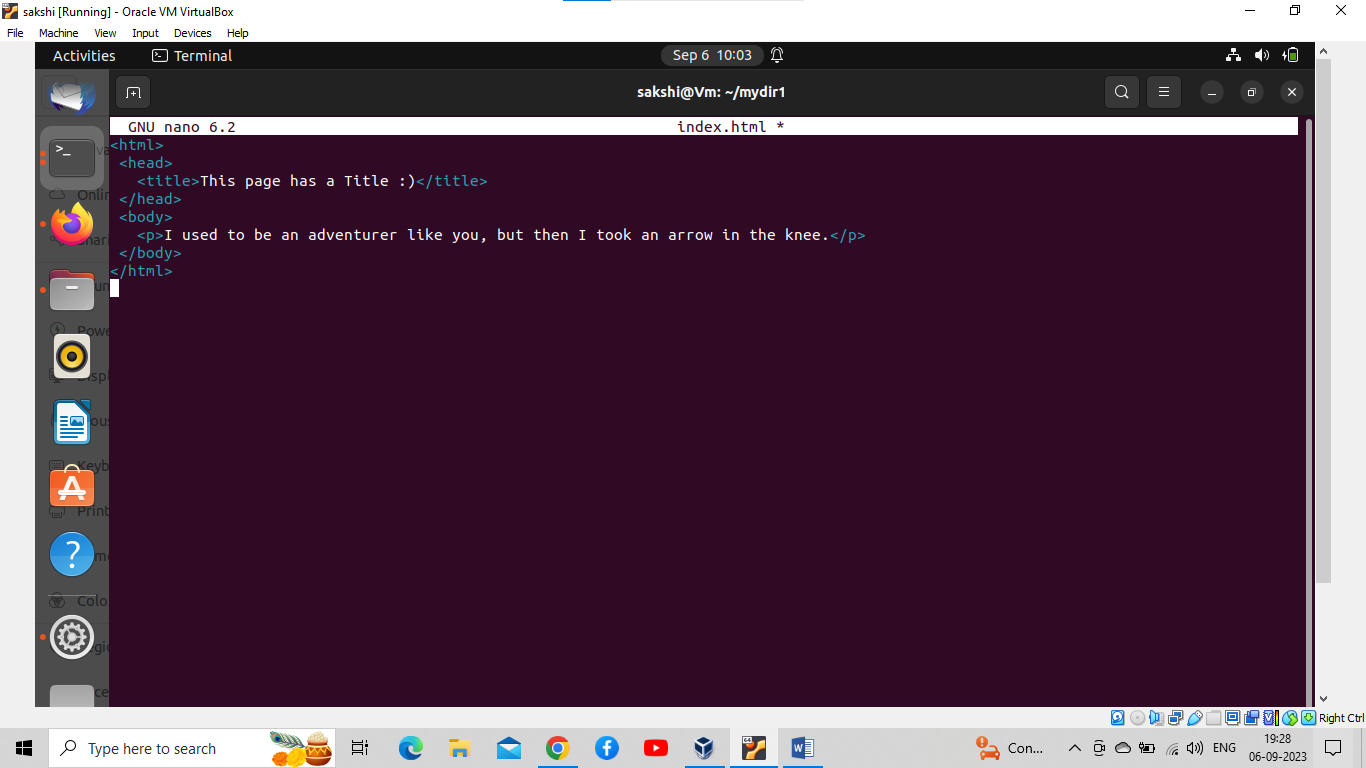 sakshi [Running] - Oracle VM VirtualBox
File Machine View Input Devices Help
Activities Terminal Sep 6 10:03
sakshi@Vm: ~/mydir1
GNU nano 6.2 index.html *
<html>
<head>
<title>This page has a Title :)</title>
</head>
<body>
<p>I used to be an adventurer like you, but then I took an arrow in the knee.</p>
</body>
</html>
Right Ctrl
Type here to search
Con...
ENG
19:28
06-09-2023